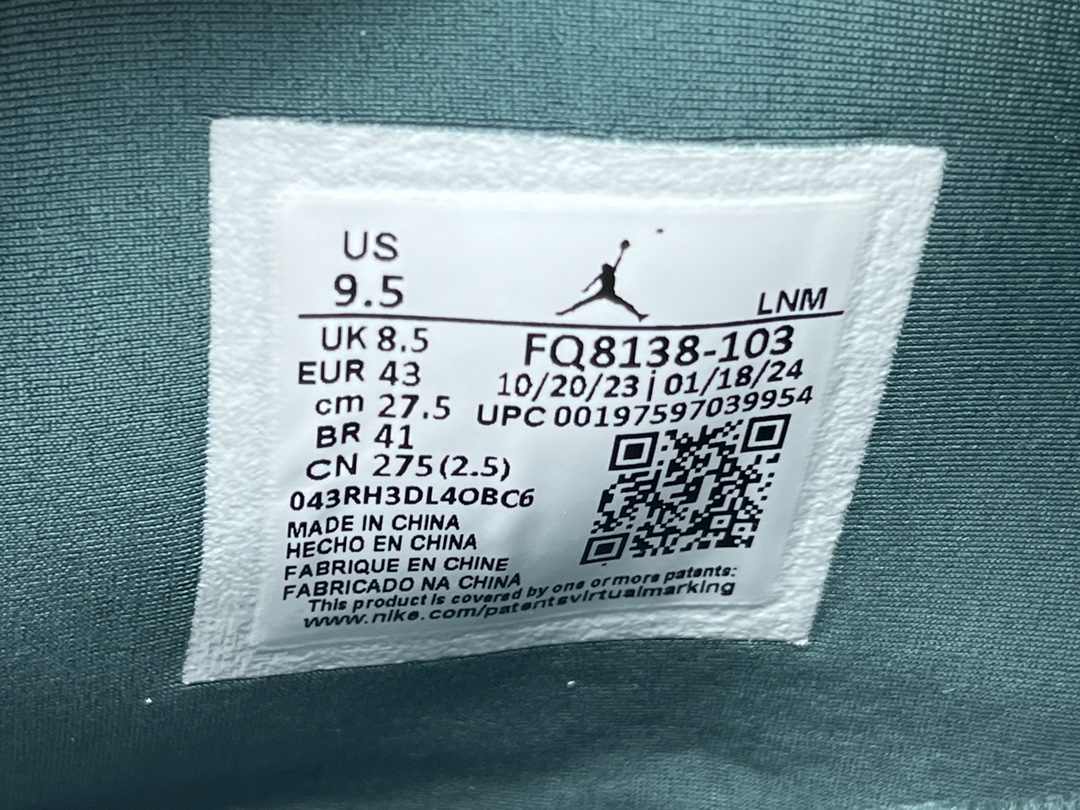 US
9.5
LNM
UK 8.5
EUR 43
cm 27.5
BR 41
CN 275(2.5)
FQ8138-103
10/20/23 | 01/18/24
UPC 00197597039954
043RH3DL4OBC6
MADE IN CHINA
HECHO EN CHINA
FABRIQUE EN CHINE
FABRICADO NA CHINA
This product is covered by one or more patents:
www.nike.com/patentsvirtualmarking